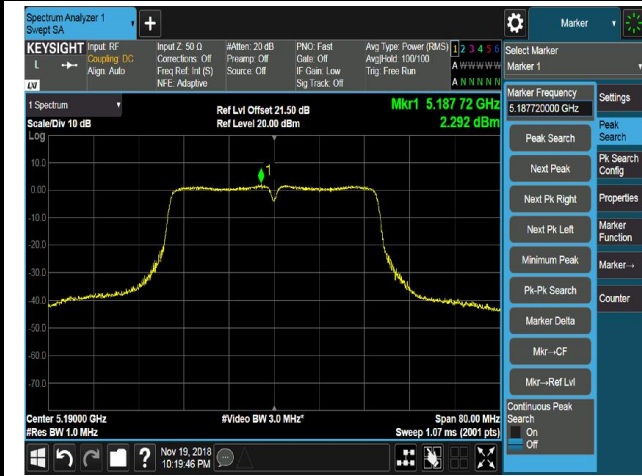 Spectrum Analyzer 1
Swept SA
+
Marker
KEYSIGHT
L
LXI
Input: RF
Coupling: DC
Align: Auto
Input Z: 50 Ω
Corrections: Off
Freq Ref: Int (S)
NFE: Adaptive
#Atten: 20 dB
Preamp: Off
Source: Off
PNO: Fast
Gate: Off
IF Gain: Low
Sig Track: Off
Avg Type: Power (RMS)
Avg|Hold: 100/100
Trig: Free Run
1 2 3 4 5 6
A W W W W W
A N N N N N
Select Marker
Marker 1
1 Spectrum
Scale/Div 10 dB
Log
Ref Lvl Offset 21.50 dB
Ref Level 20.00 dBm
Mkr1 5.187 72 GHz
2.292 dBm
1
10.0
0.00
-10.0
-20.0
-30.0
-40.0
-50.0
-60.0
-70.0
Center 5.19000 GHz
#Res BW 1.0 MHz
#Video BW 3.0 MHz*
Span 80.00 MHz
Sweep 1.07 ms (2001 pts)
Marker Frequency
5.187720000 GHz
Peak Search
Next Peak
Next Pk Right
Next Pk Left
Minimum Peak
Pk-Pk Search
Marker Delta
Mkr→CF
Mkr→Ref Lvl
Continuous Peak
Search
On
Off
Settings
Peak
Search
Pk Search
Config
Properties
Marker
Function
Marker→
Counter
?
Nov 19, 2018
10:19:46 PM